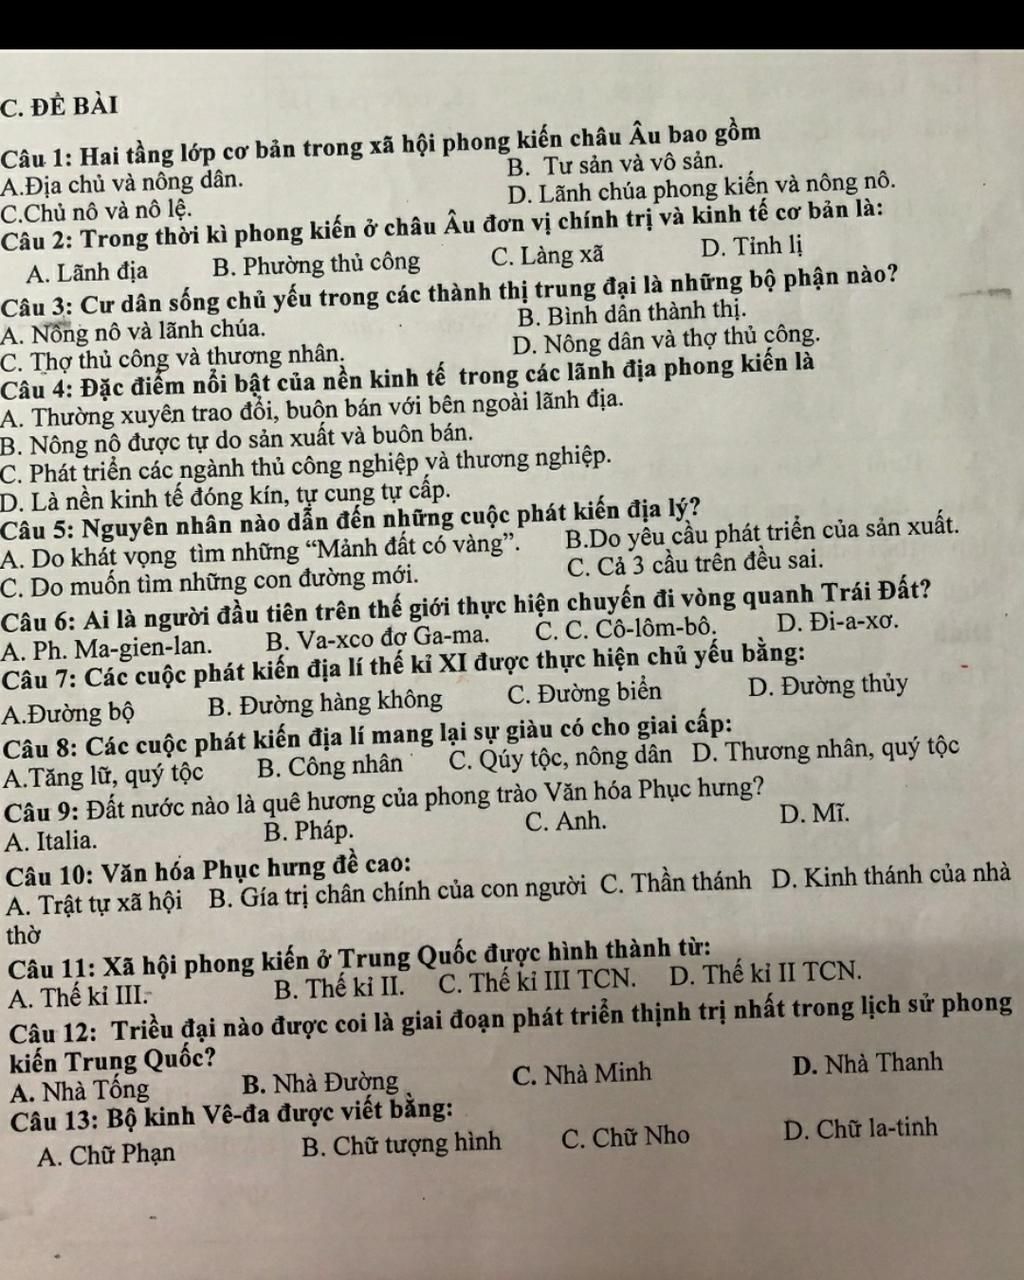 C. ĐỀ BÀI
Câu 1: Hai tầng lớp cơ bản trong xã hội phong kiến châu Âu bao gồm
A.Địa chủ và nông dân. B. Tư sản và vô sản.
C.Chủ nô và nô lệ. D. Lãnh chúa phong kiến và nông nô.
Câu 2: Trong thời kì phong kiến ở châu Âu đơn vị chính trị và kinh tế cơ bản là:
A. Lãnh địa B. Phường thủ công C. Làng xã D. Tỉnh lị
Câu 3: Cư dân sống chủ yếu trong các thành thị trung đại là những bộ phận nào?
A. Nông nô và lãnh chúa. B. Bình dân thành thị.
C. Thợ thủ công và thương nhân. D. Nông dân và thợ thủ công.
Câu 4: Đặc điểm nổi bật của nền kinh tế trong các lãnh địa phong kiến là
A. Thường xuyên trao đổi, buôn bán với bên ngoài lãnh địa.
B. Nông nô được tự do sản xuất và buôn bán.
C. Phát triển các ngành thủ công nghiệp và thương nghiệp.
D. Là nền kinh tế đóng kín, tự cung tự cấp.
Câu 5: Nguyên nhân nào dẫn đến những cuộc phát kiến địa lý?
A. Do khát vọng tìm những “Mảnh đất có vàng”. B.Do yêu cầu phát triển của sản xuất.
C. Do muốn tìm những con đường mới. C. Cả 3 cầu trên đều sai.
Câu 6: Ai là người đầu tiên trên thế giới thực hiện chuyến đi vòng quanh Trái Đất?
A. Ph. Ma-gien-lan. B. Va-xco đơ Ga-ma. C. C. Cô-lôm-bô. D. Đi-a-xơ.
Câu 7: Các cuộc phát kiến địa lí thế kỉ XI được thực hiện chủ yếu bằng:
A.Đường bộ B. Đường hàng không C. Đường biển D. Đường thủy
Câu 8: Các cuộc phát kiến địa lí mang lại sự giàu có cho giai cấp:
A.Tăng lữ, quý tộc B. Công nhân C. Qúy tộc, nông dân D. Thương nhân, quý tộc
Câu 9: Đất nước nào là quê hương của phong trào Văn hóa Phục hưng?
A. Italia. B. Pháp. C. Anh. D. Mĩ.
Câu 10: Văn hóa Phục hưng đề cao:
A. Trật tự xã hội B. Gía trị chân chính của con người C. Thần thánh D. Kinh thánh của nhà
thờ
Câu 11: Xã hội phong kiến ở Trung Quốc được hình thành từ:
A. Thế kỉ III. B. Thế kỉ II. C. Thế kỉ III TCN. D. Thế kỉ II TCN.
Câu 12: Triều đại nào được coi là giai đoạn phát triển thịnh trị nhất trong lịch sử phong
kiến Trung Quốc?
A. Nhà Tống B. Nhà Đường C. Nhà Minh D. Nhà Thanh
Câu 13: Bộ kinh Vê-đa được viết bằng:
A. Chữ Phạn B. Chữ tượng hình C. Chữ Nho D. Chữ la-tinh